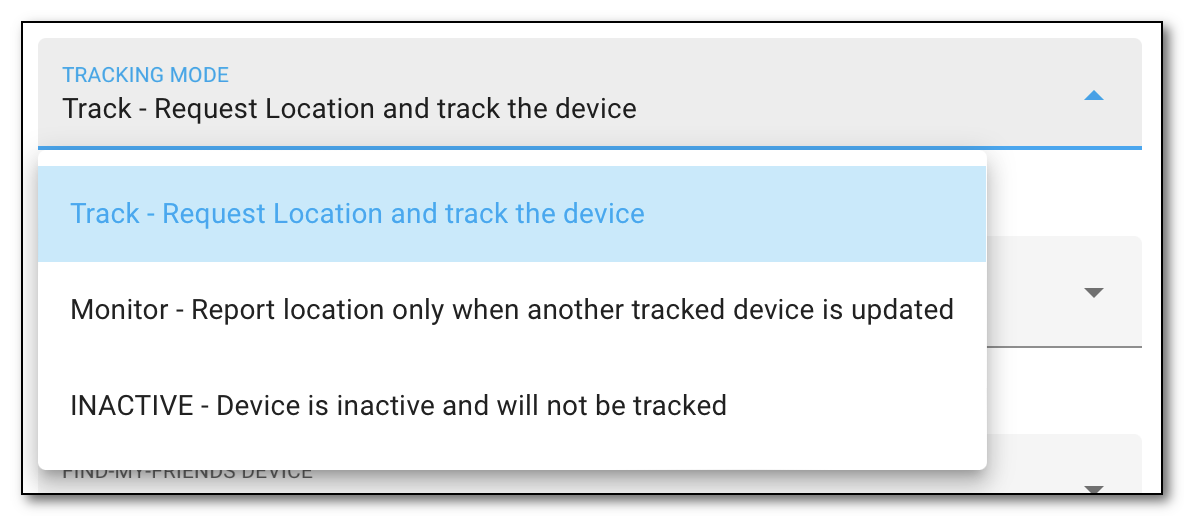 TRACKING MODE
Track - Request Location and track the device
Track - Request Location and track the device
Monitor - Report location only when another tracked device is updated
INACTIVE - Device is inactive and will not be tracked
FIND-MY-FRIENDS DEVICE